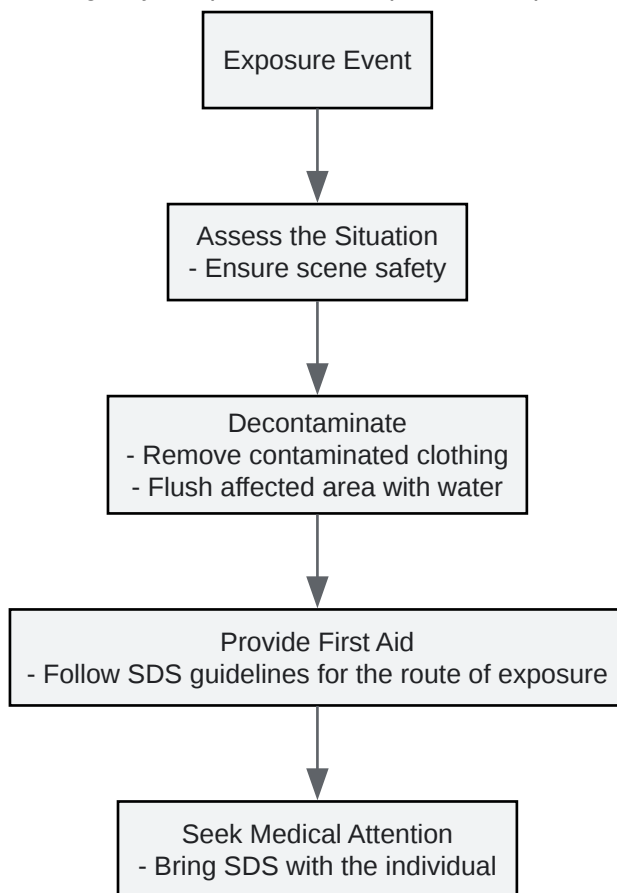 Exposure Event
Assess the Situation
- Ensure scene safety
Decontaminate
- Remove contaminated clothing
- Flush affected area with water
Provide First Aid
- Follow SDS guidelines for the route of exposure
Seek Medical Attention
- Bring SDS with the individual